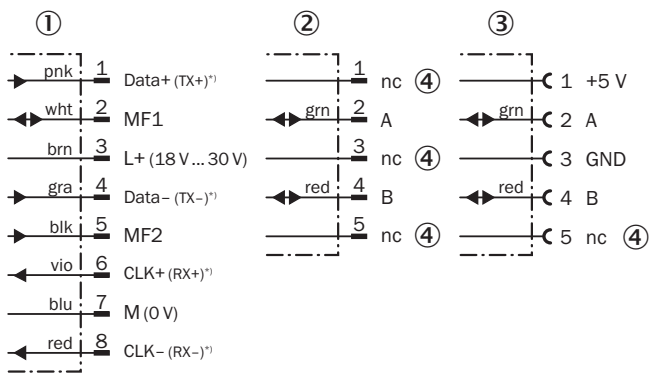 ① ② ③
pnk 1 Data+ (TX+)*)
wht 2 MF1
brn 3 L+ (18 V ... 30 V)
gra 4 Data– (TX–)*)
blk 5 MF2
vio 6 CLK+ (RX+)*)
blu 7 M (0 V)
red 8 CLK– (RX–)*)
1 nc ④
grn 2 A
3 nc ④
red 4 B
5 nc ④
1 +5 V
grn 2 A
3 GND
red 4 B
5 nc ④